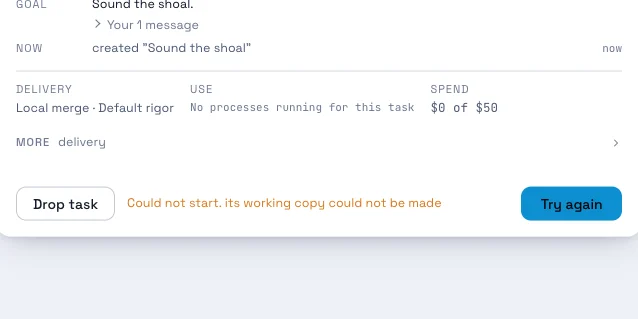 GOAL Sound the shoal.
> Your 1 message
NOW created "Sound the shoal" now
DELIVERY USE SPEND
Local merge · Default rigor No processes running for this task $0 of $50
MORE delivery >
Drop task Could not start. its working copy could not be made Try again